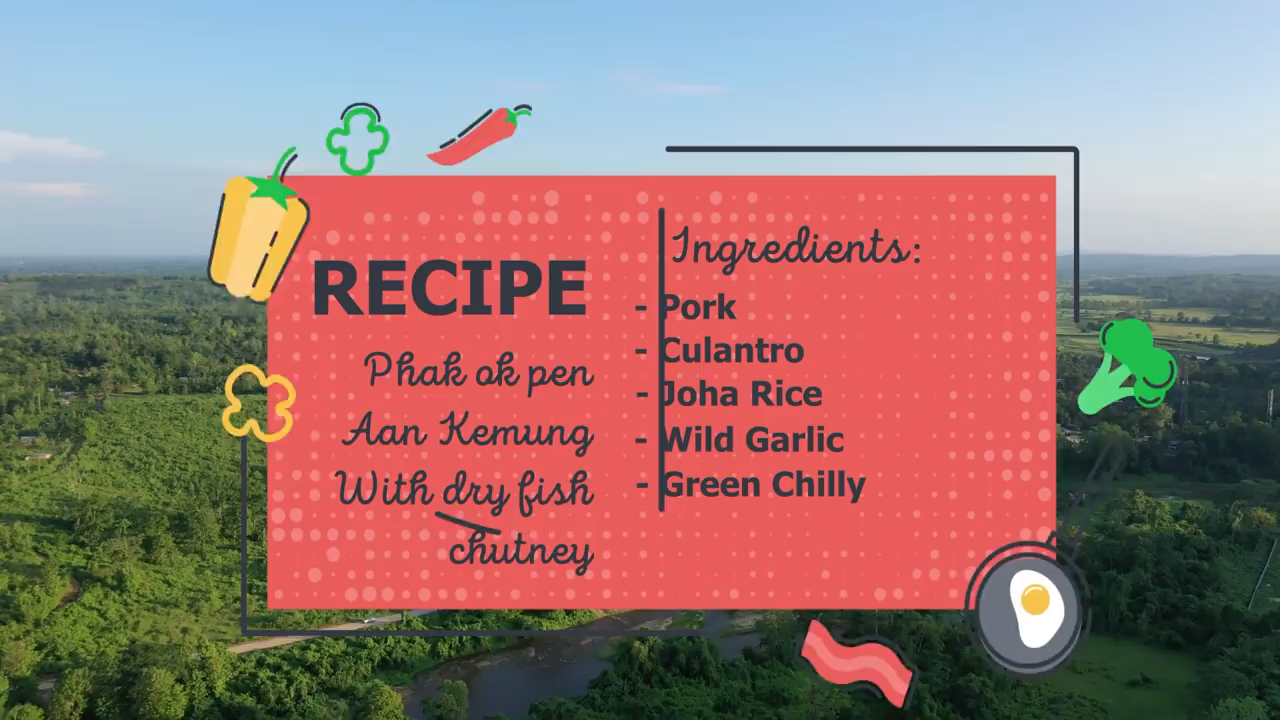 RECIPE
Phak ok pen
Aan Kemung
With dry fish
chutney
Ingredients:
- Pork
- Culantro
- Joha Rice
- Wild Garlic
- Green Chilly